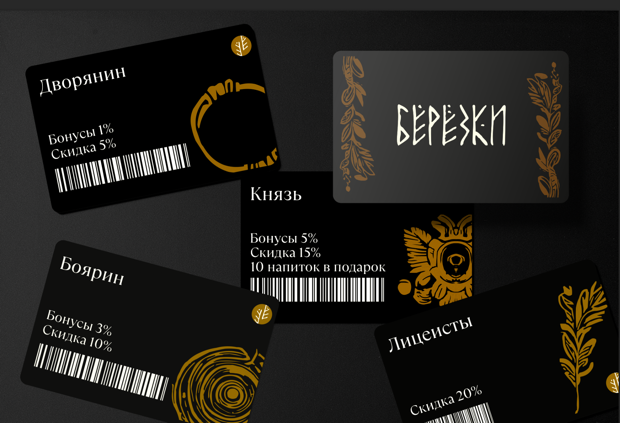 Дворянин
Бонусы 1%
Скидка 5%
БЕРЁЗКИ
Князь
Бонусы 5%
Скидка 15%
10 напиток в подарок
Боярин
Бонусы 3%
Скидка 10%
Лицеисты
Скидка 20%